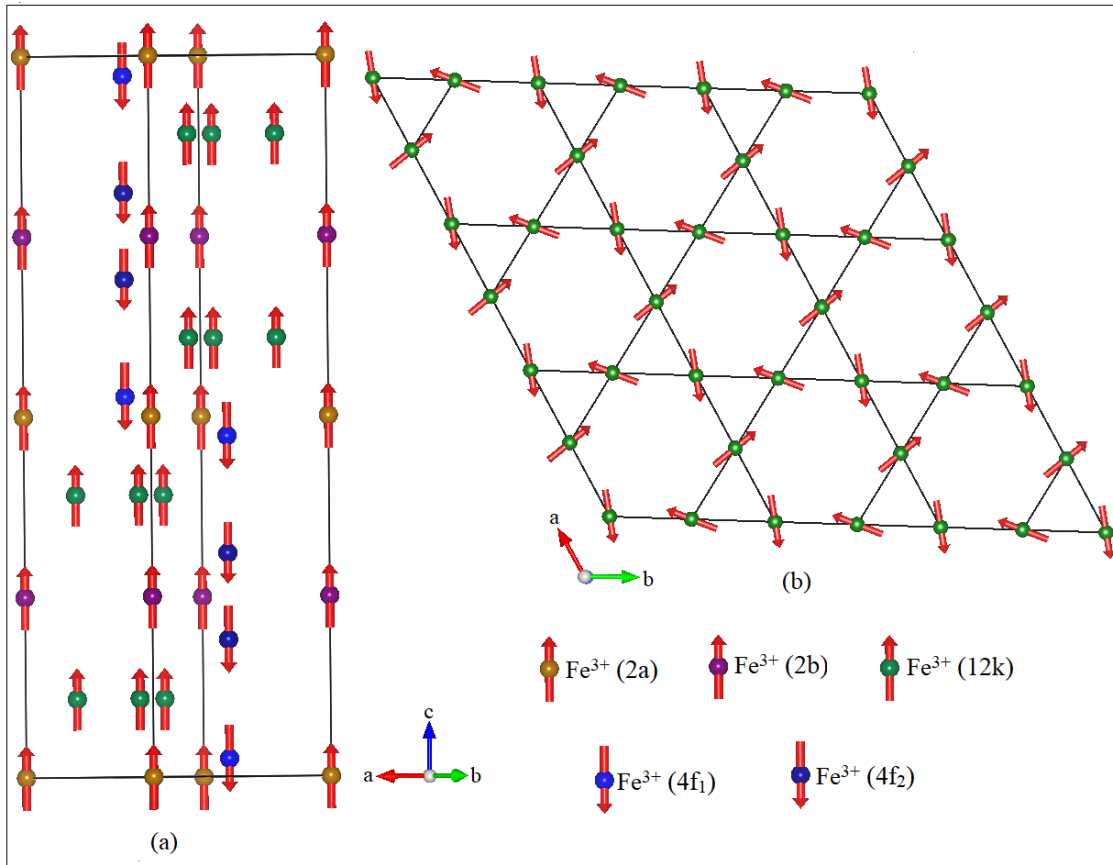 a
b
(b)
Fe³⁺ (2a)
Fe³⁺ (2b)
Fe³⁺ (12k)
c
a
b
Fe³⁺ (4f₁)
Fe³⁺ (4f₂)
(a)